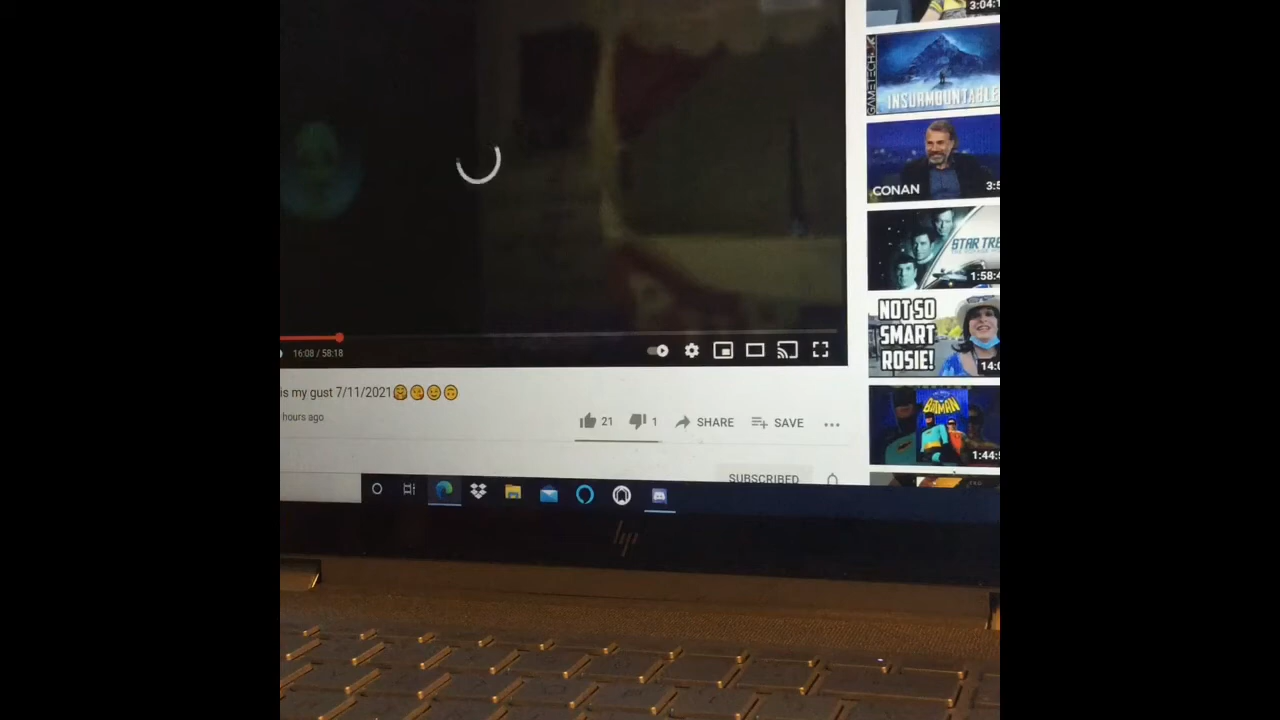 3:04:1
GAMETECH.UK
INSURMOUNTABLE
CONAN
3:5
STAR TRE
1:58:4
NOT SO
SMART
ROSIE!
14:0
BATMAN
1:44:5
16:08 / 58:18
is my gust 7/11/2021🤗😘🙂🙃
hours ago
21
1
SHARE
SAVE
SUBSCRIBED
hp